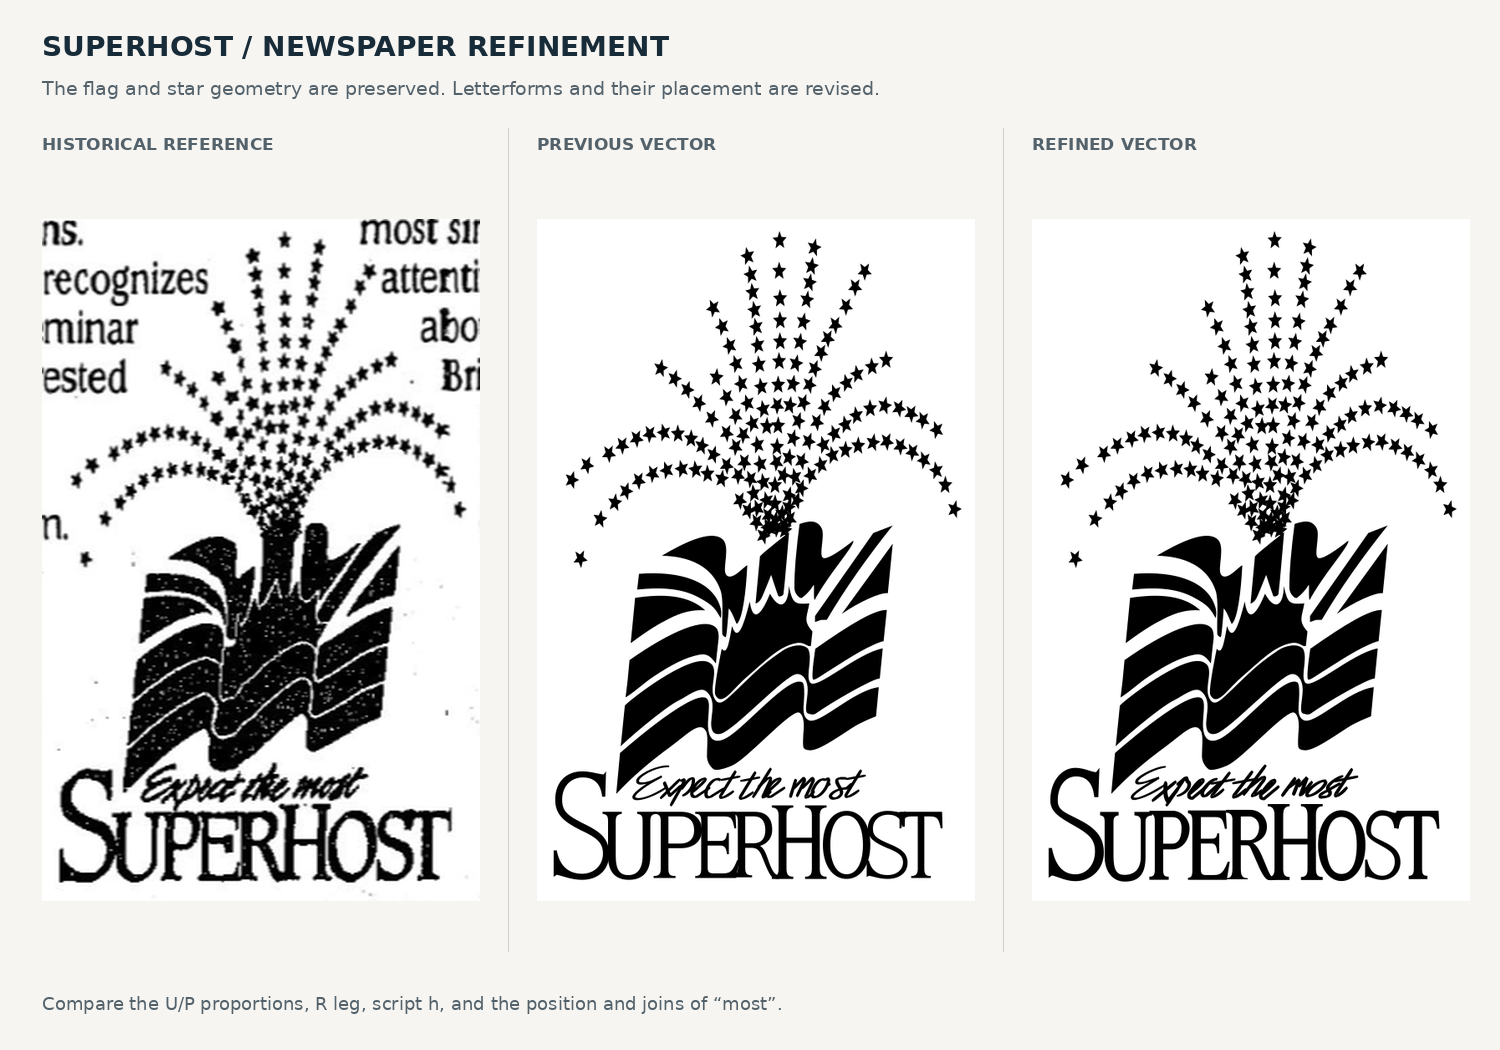 SUPERHOST / NEWSPAPER REFINEMENT
The flag and star geometry are preserved. Letterforms and their placement are revised.
HISTORICAL REFERENCE
ns.
most sin
recognizes
attenti
minar
abo
ested
Bri
n.
Expect the most
SUPERHOST
PREVIOUS VECTOR
Expect the most
SUPERHOST
REFINED VECTOR
Expect the most
SUPERHOST
Compare the U/P proportions, R leg, script h, and the position and joins of “most”.